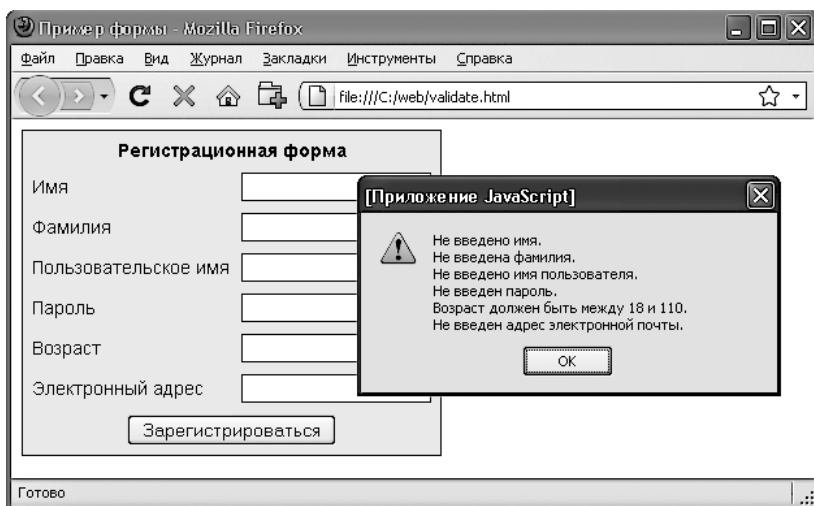 Пример формы - Mozilla Firefox
Файл Правка Вид Журнал Закладки Инструменты Справка
file:///C:/web/validate.html
Регистрационная форма
Имя
Фамилия
Пользовательское имя
Пароль
Возраст
Электронный адрес
Зарегистрироваться
[Приложение JavaScript]
Не введено имя.
Не введена фамилия.
Не введено имя пользователя.
Не введен пароль.
Возраст должен быть между 18 и 110.
Не введен адрес электронной почты.
OK
Готово